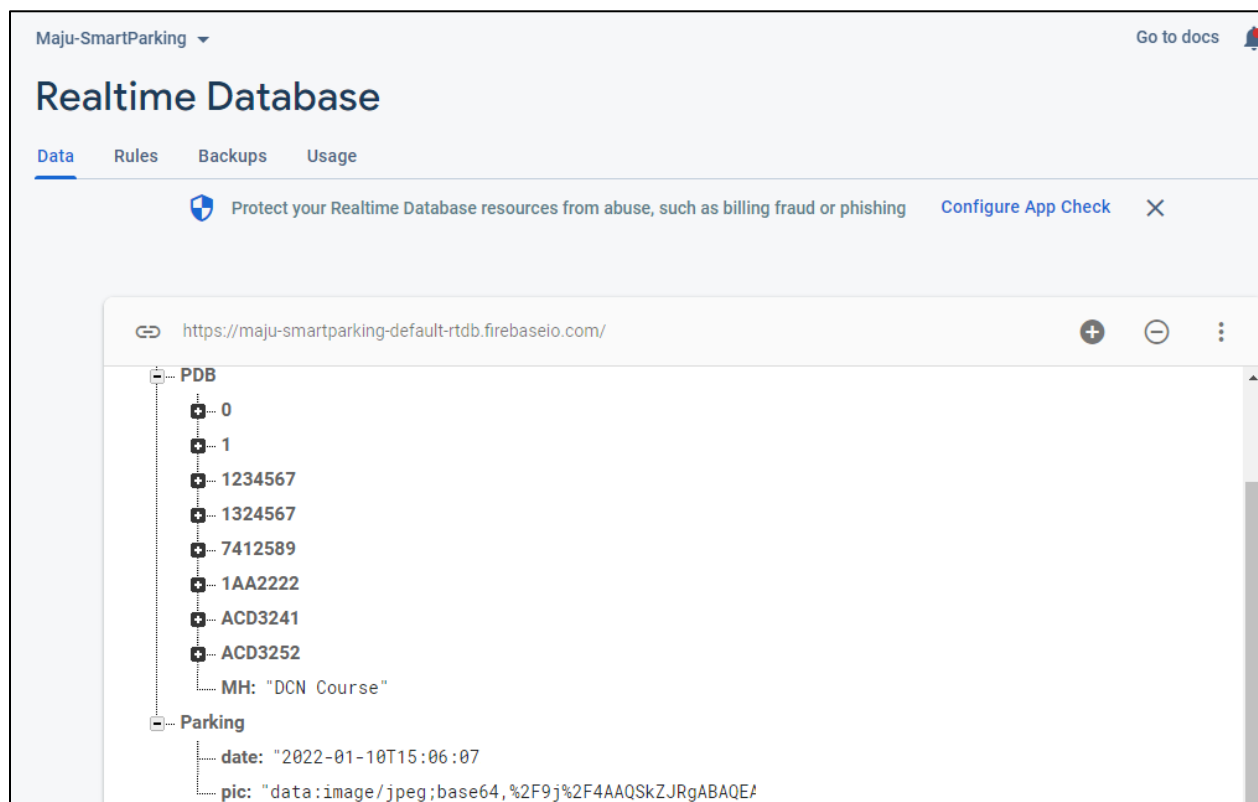 Maju-SmartParking
Go to docs
Realtime Database
Data Rules Backups Usage
Protect your Realtime Database resources from abuse, such as billing fraud or phishing Configure App Check
https://maju-smartparking-default-rtdb.firebaseio.com/
PDB
0
1
1234567
1324567
7412589
1AA2222
ACD3241
ACD3252
MH: "DCN Course"
Parking
date: "2022-01-10T15:06:07
pic: "data:image/jpeg;base64,%2F9j%2F4AAQSkZJRgABAQEA